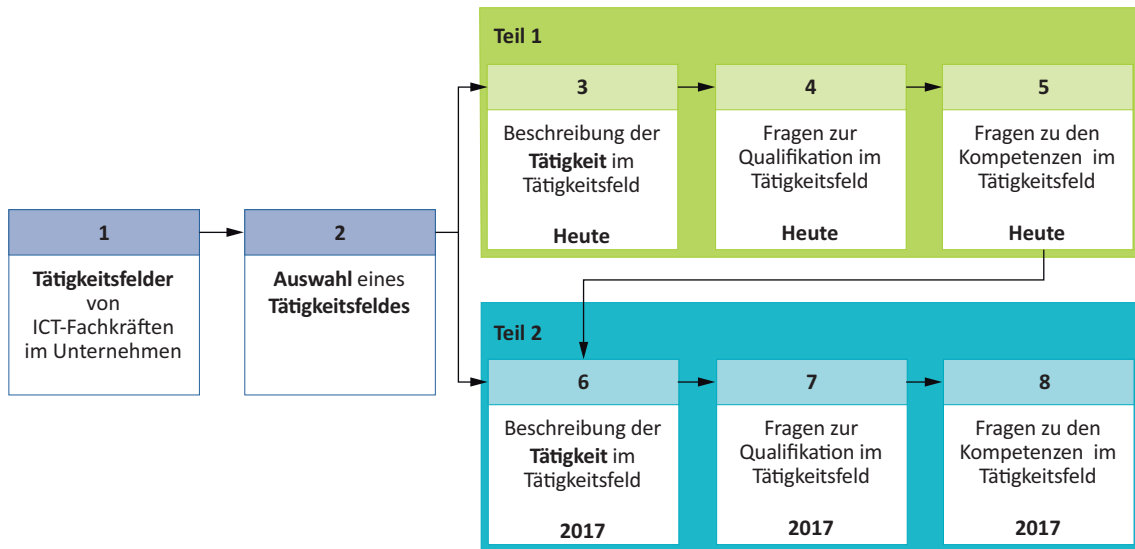 Teil 1
3
Beschreibung der
Tätigkeit im
Tätigkeitsfeld
Heute
4
Fragen zur
Qualifikation im
Tätigkeitsfeld
Heute
5
Fragen zu den
Kompetenzen im
Tätigkeitsfeld
Heute
1
Tätigkeitsfelder
von
ICT-Fachkräften
im Unternehmen
2
Auswahl eines
Tätigkeitsfeldes
Teil 2
6
Beschreibung der
Tätigkeit im
Tätigkeitsfeld
2017
7
Fragen zur
Qualifikation im
Tätigkeitsfeld
2017
8
Fragen zu den
Kompetenzen im
Tätigkeitsfeld
2017